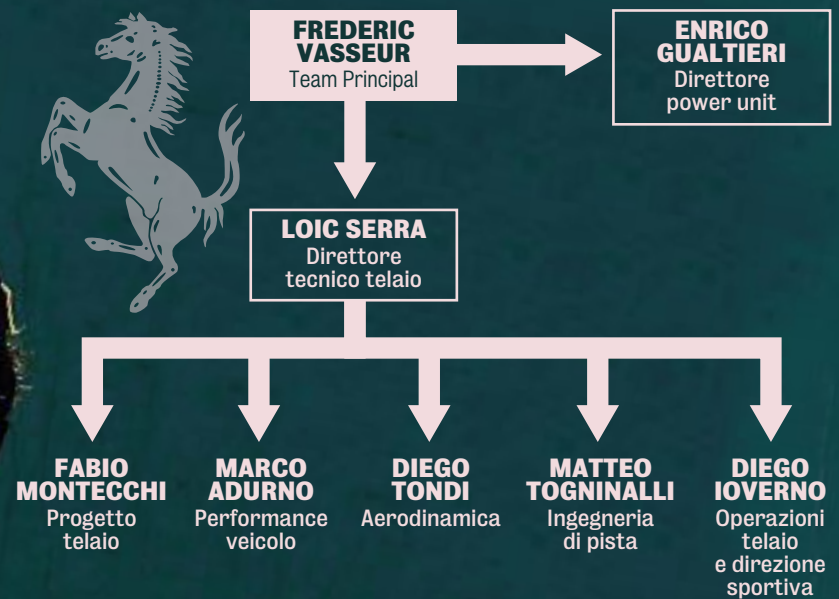 FREDERIC
VASSEUR
Team Principal
ENRICO
GUALTIERI
Direttore
power unit
LOIC SERRA
Direttore
tecnico telaio
FABIO
MONTECCHI
Progetto
telaio
MARCO
ADURNO
Performance
veicolo
DIEGO
TONDI
Aerodinamica
MATTEO
TOGNINALLI
Ingegneria
di pista
DIEGO
IOVERNO
Operazioni
telaio
e direzione
sportiva